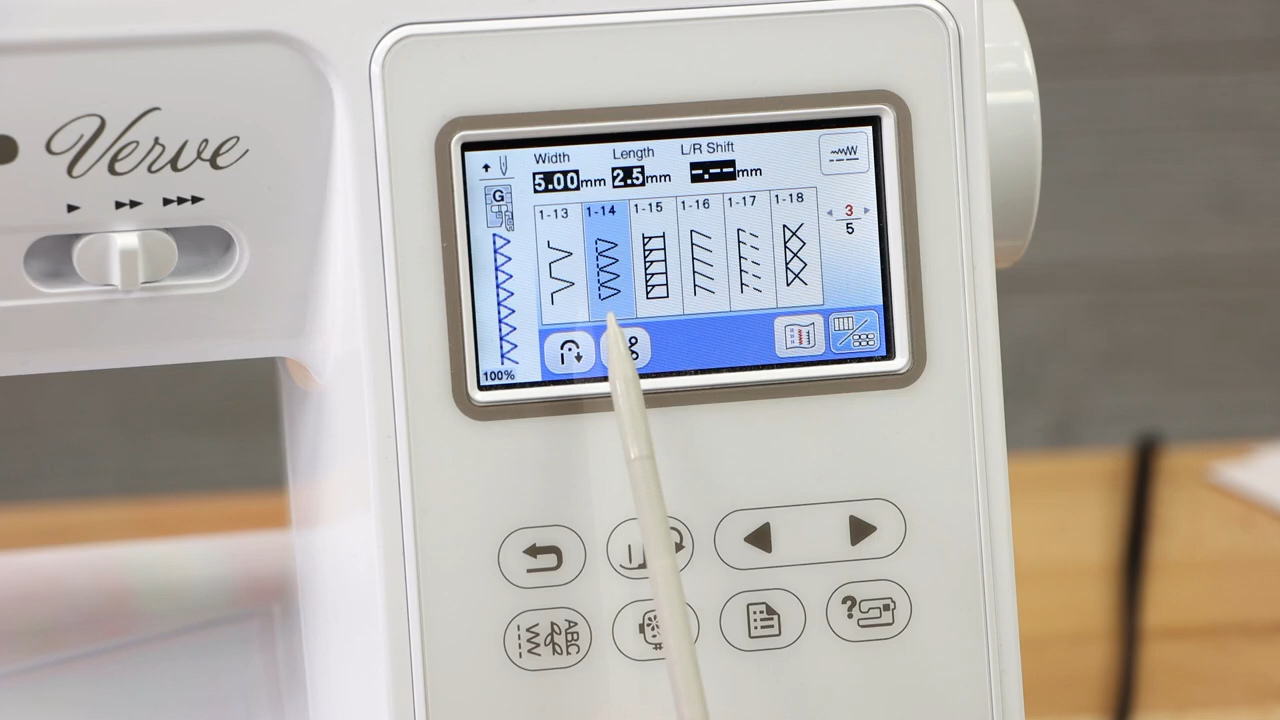 Verve
Width Length L/R Shift
5.00mm 2.5mm -.--mm
G
1-13 1-14 1-15 1-16 1-17 1-18
3
5
100%
?
ABC